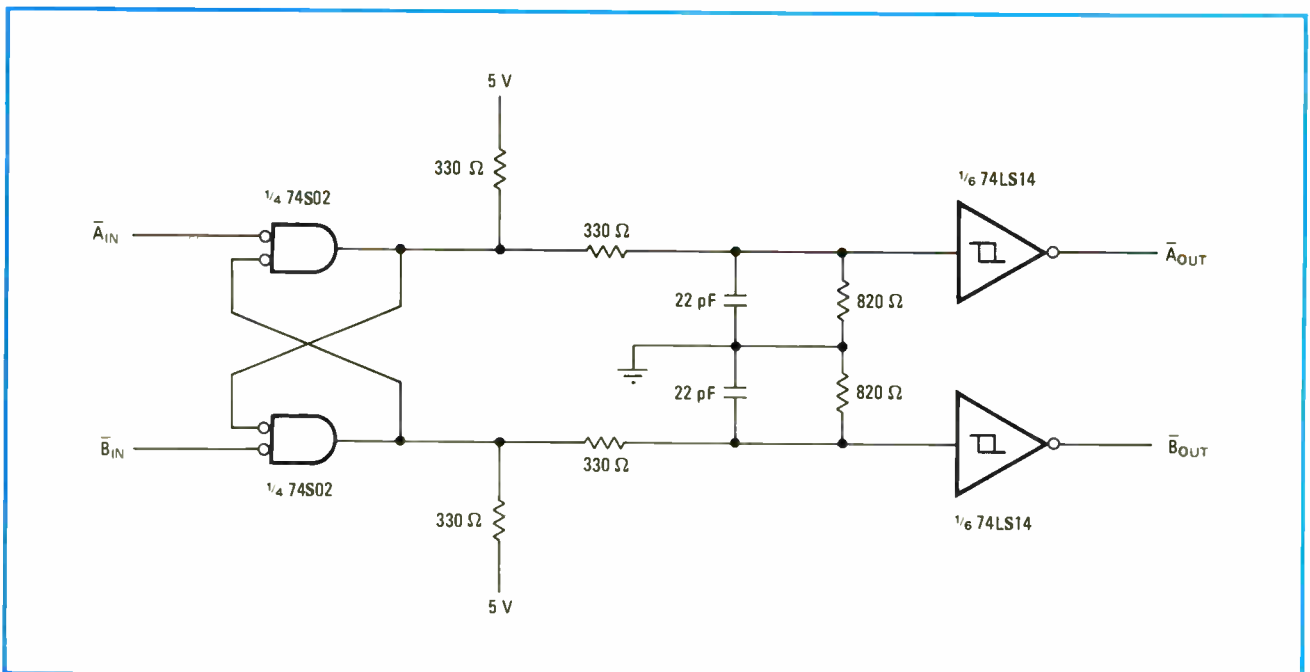 5 V
330 Ω
1/6 74LS14
1/4 74S02
A̅IN
330 Ω
A̅OUT
22 pF
820 Ω
22 pF
820 Ω
B̅IN
B̅OUT
330 Ω
1/4 74S02
1/6 74LS14
330 Ω
5 V